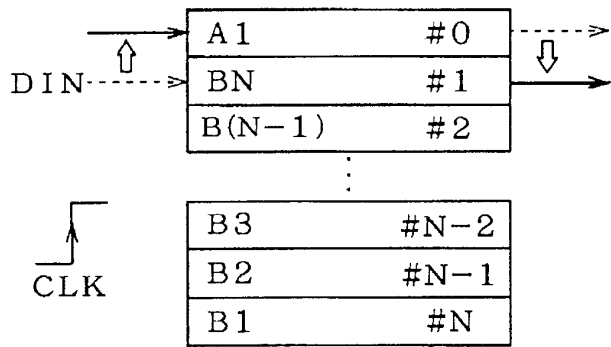 A1 #0
DIN BN #1
B(N-1) #2
B3 #N-2
CLK B2 #N-1
B1 #N